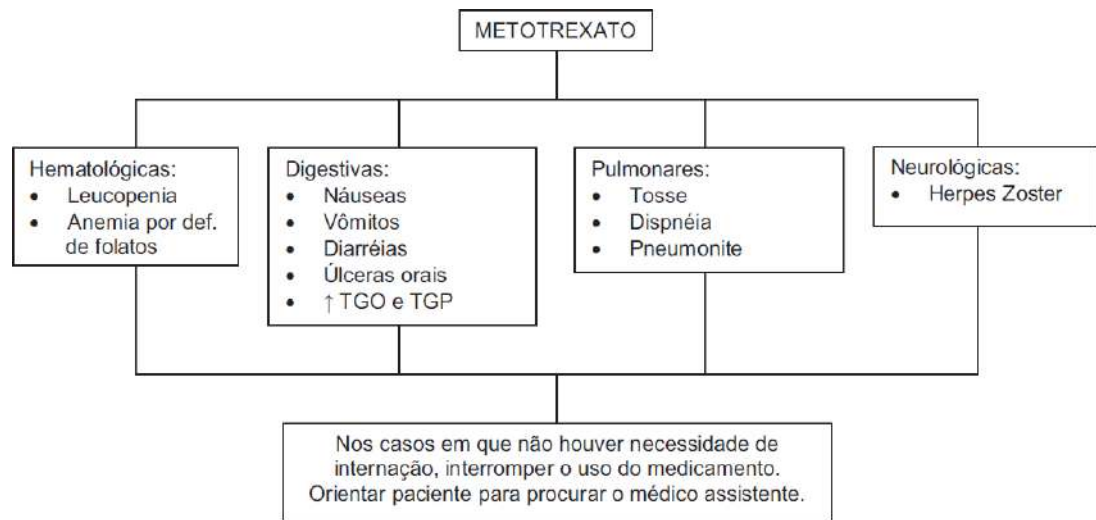 METOTREXATO
Hematológicas:
• Leucopenia
• Anemia por def.
de folatos
Digestivas:
• Náuseas
• Vômitos
• Diarréias
• Úlceras orais
• ↑ TGO e TGP
Pulmonares:
• Tosse
• Dispnéia
• Pneumonite
Neurológicas:
• Herpes Zoster
Nos casos em que não houver necessidade de
internação, interromper o uso do medicamento.
Orientar paciente para procurar o médico assistente.